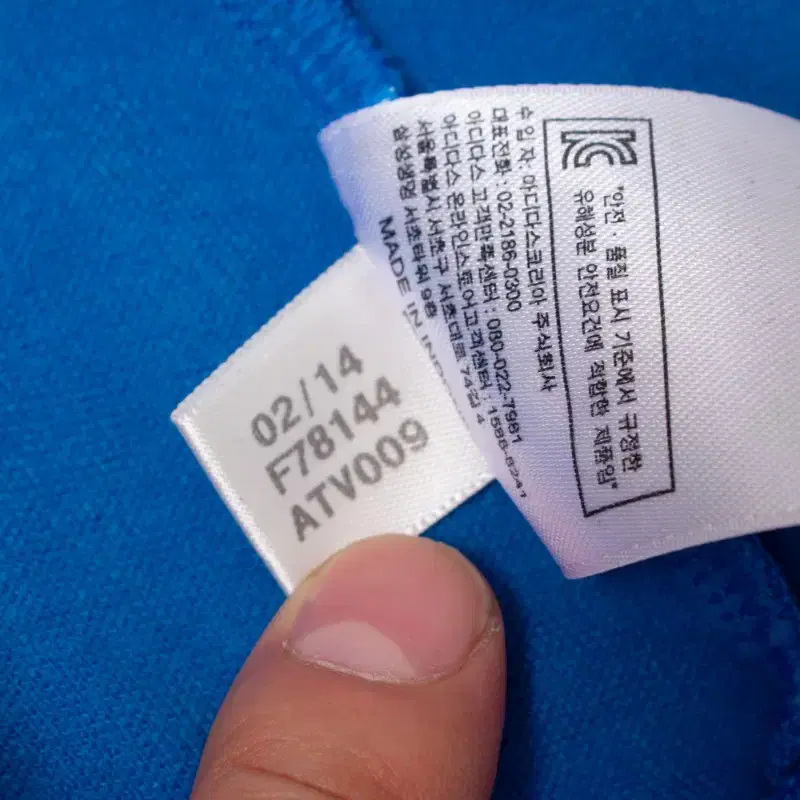 02/14
F78144
ATV009
KC
"안전·품질 표시 기준에서 규정한
유해성분 안전요건에 적합한 제품임"
수입자: 아디다스코리아 주식회사
대표전화 : 02-2186-0300
아디다스 고객만족센터 : 080-022-7981
아디다스 온라인스토어고객센터 : 1588-8241
서울특별시 서초구 서초대로 74길 4
삼성생명 서초타워 9층
MADE IN